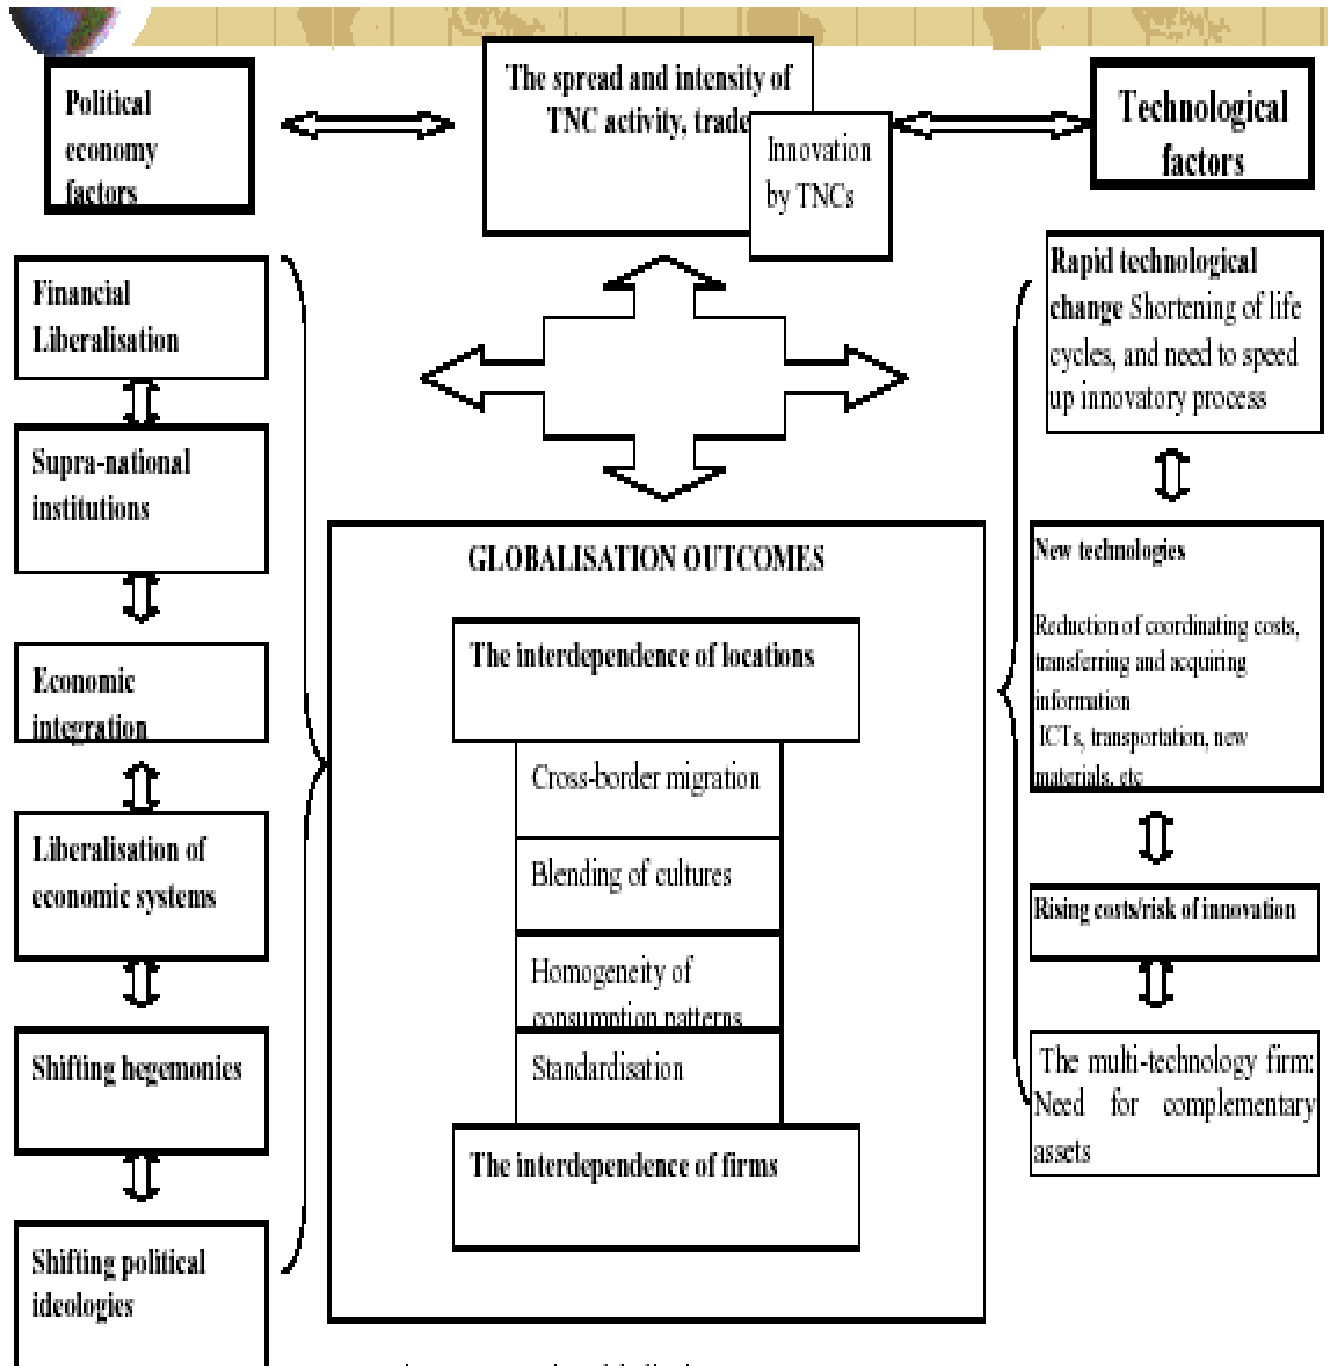 Political
economy
factors
The spread and intensity of
TNC activity, trade
Innovation
by TNCs
Technological
factors
Financial
Liberalisation
Supra-national
institutions
Economic
integration
Liberalisation of
economic systems
Shifting hegemonics
Shifting political
ideologies
GLOBALISATION OUTCOMES
The interdependence of locations
Cross-border migration
Blending of cultures
Homogeneity of
consumption patterns
Standardisation
The interdependence of firms
Rapid technological
change Shortening of life
cycles, and need to speed
up innovatory process
New technologies
Reduction of coordinating costs,
transferring and acquiring
information
ICTs, transportation, new
materials, etc
Rising costs/risk of innovation
The multi-technology firm:
Need for complementary
assets